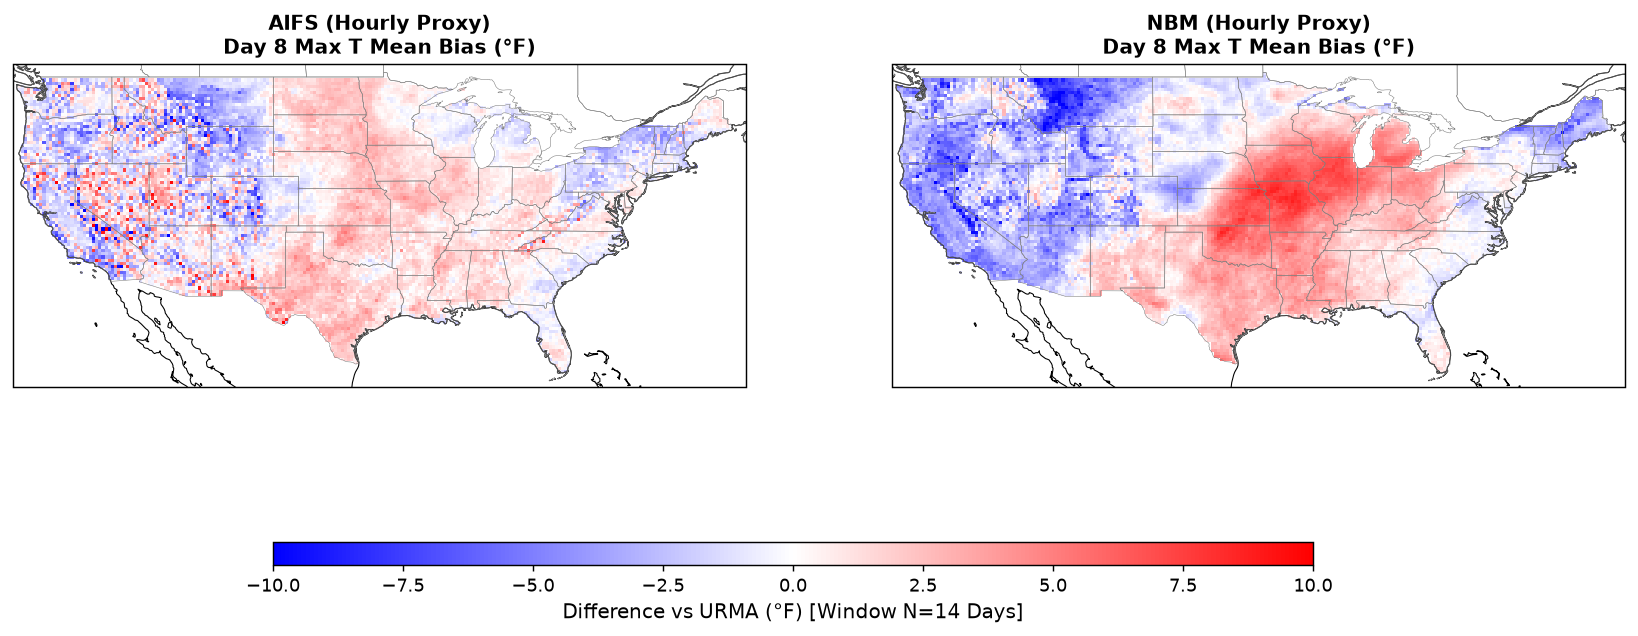 AIFS (Hourly Proxy)
Day 8 Max T Mean Bias (°F)
NBM (Hourly Proxy)
Day 8 Max T Mean Bias (°F)
−10.0 −7.5 −5.0 −2.5 0.0 2.5 5.0 7.5 10.0
Difference vs URMA (°F) [Window N=14 Days]